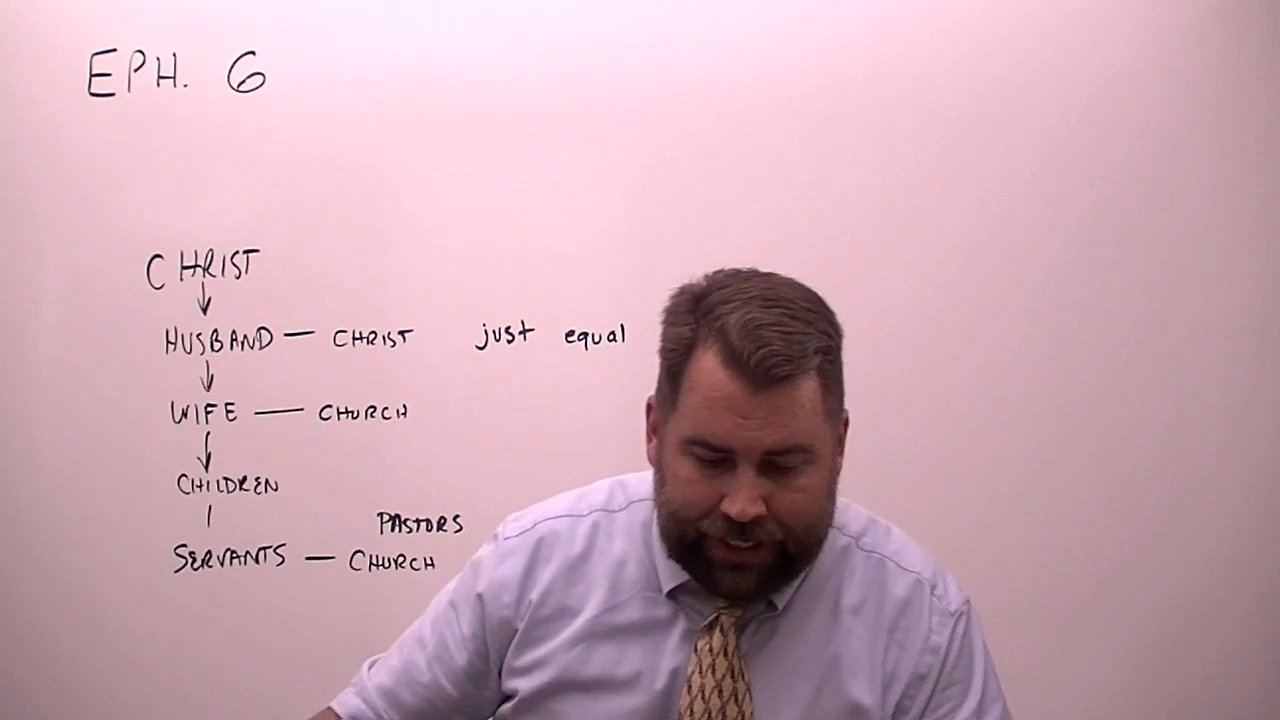 EPH. 6
CHRIST
HUSBAND — CHRIST just equal
WIFE — CHURCH
CHILDREN
PASTORS
SERVANTS — CHURCH